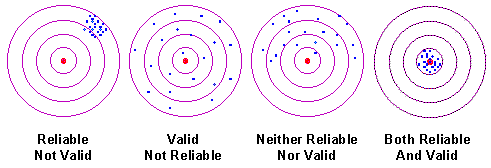 Reliable
Not Valid
Valid
Not Reliable
Neither Reliable
Nor Valid
Both Reliable
And Valid